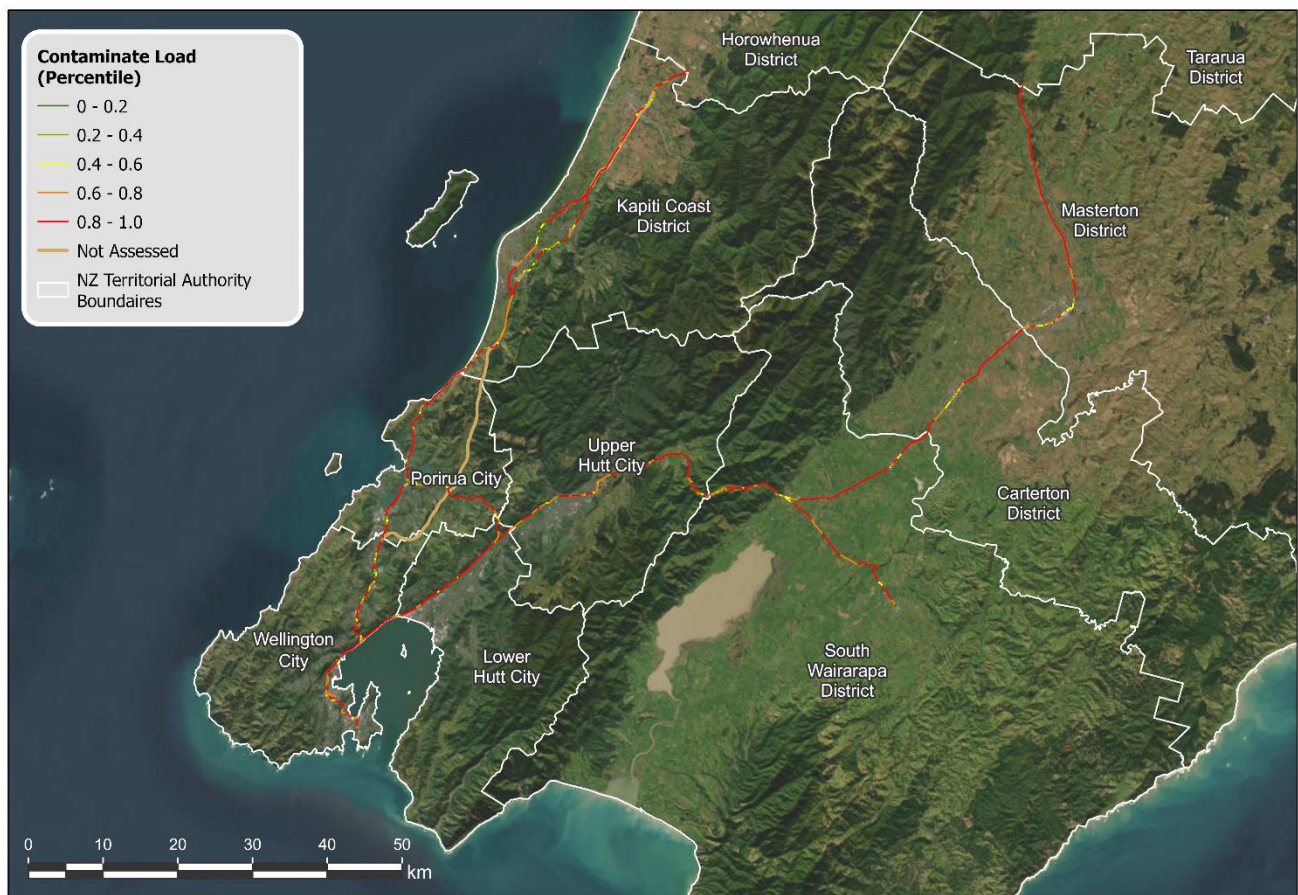 Contaminate Load
(Percentile)
0 - 0.2
0.2 - 0.4
0.4 - 0.6
0.6 - 0.8
0.8 - 1.0
Not Assessed
NZ Territorial Authority
Boundaires
Horowhenua
District
Tararua
District
Kapiti Coast
District
Masterton
District
Upper
Hutt City
Porirua City
Carterton
District
Wellington
City
Lower
Hutt City
South
Wairarapa
District
0 10 20 30 40 50
km